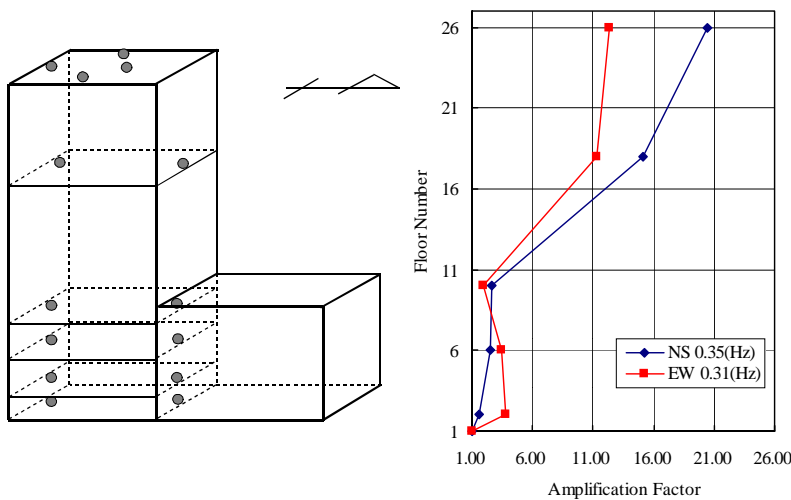 26
21
16
11
6
1
Floor Number
NS 0.35(Hz)
EW 0.31(Hz)
1.00 6.00 11.00 16.00 21.00 26.00
Amplification Factor